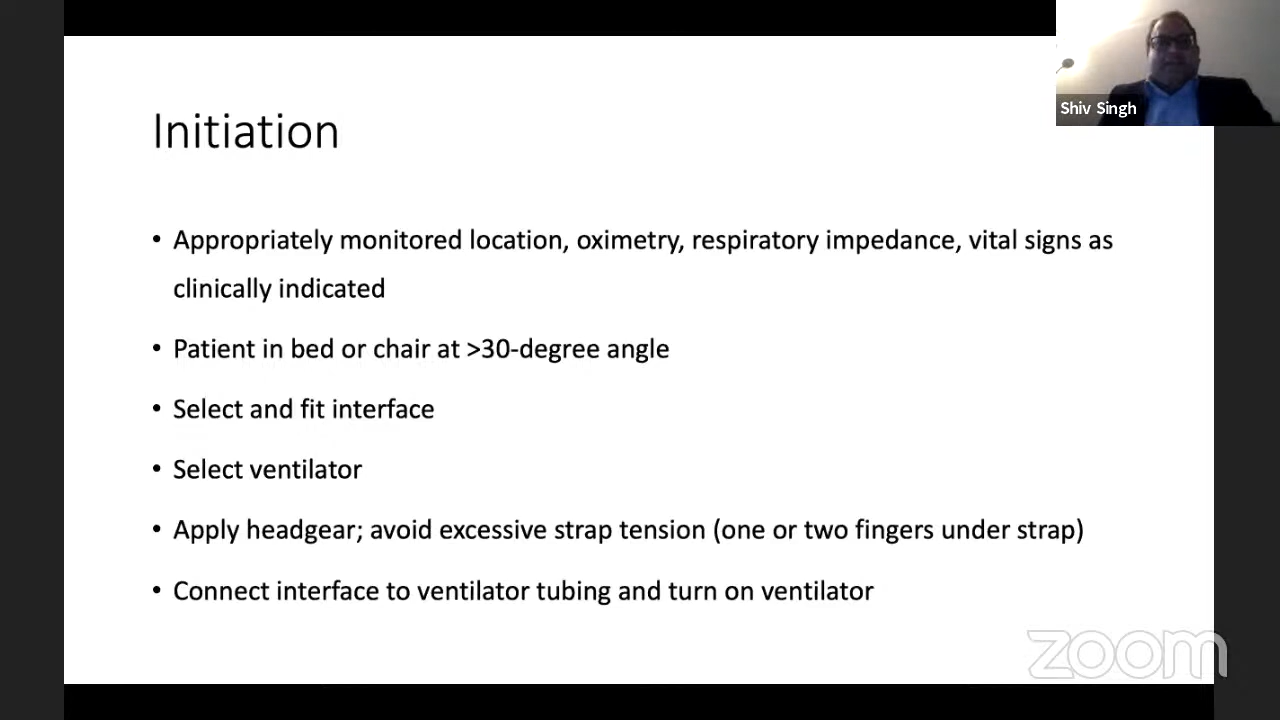 Shiv Singh
Initiation
• Appropriately monitored location, oximetry, respiratory impedance, vital signs as
clinically indicated
• Patient in bed or chair at >30-degree angle
• Select and fit interface
• Select ventilator
• Apply headgear; avoid excessive strap tension (one or two fingers under strap)
• Connect interface to ventilator tubing and turn on ventilator
zoom